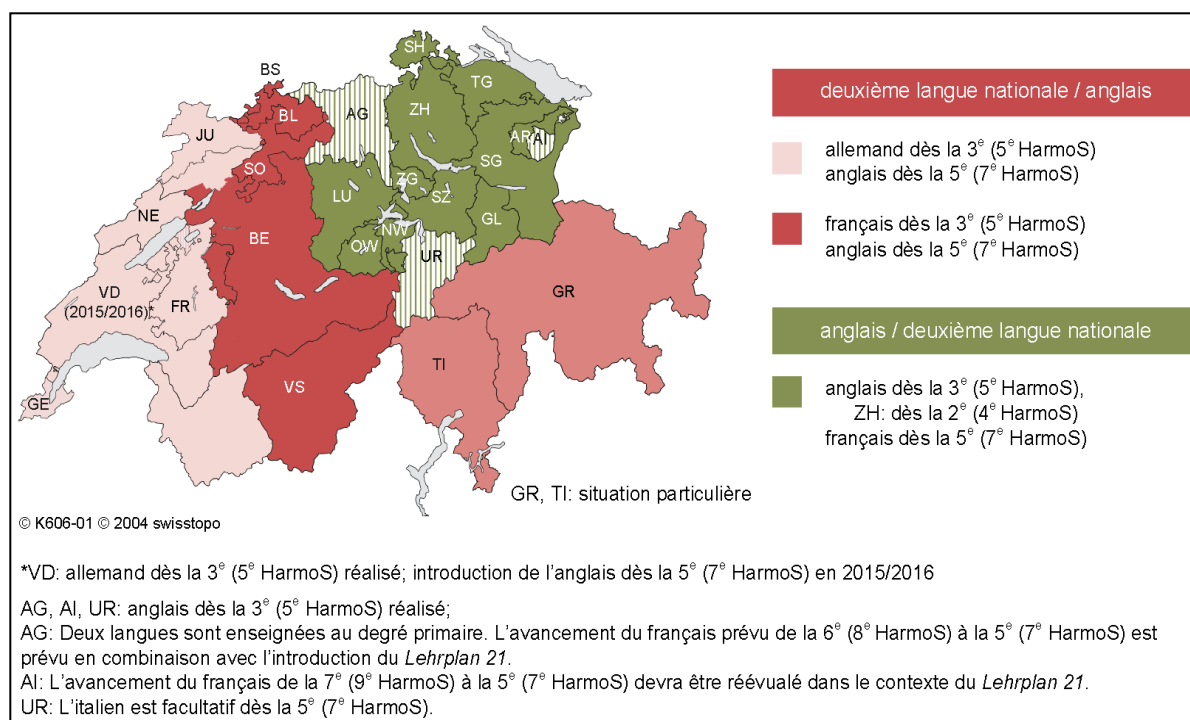 SH
BS
TG
BL
AG
ZH
JU
AR
AI
SO
SG
ZG
LU
SZ
NE
NW
GL
BE
OW
UR
VD
(2015/2016)*
FR
GR
TI
VS
GE
GR, TI: situation particulière
© K606-01 © 2004 swisstopo
deuxième langue nationale / anglais
allemand dès la 3e (5e HarmoS)
anglais dès la 5e (7e HarmoS)
français dès la 3e (5e HarmoS)
anglais dès la 5e (7e HarmoS)
anglais / deuxième langue nationale
anglais dès la 3e (5e HarmoS),
ZH: dès la 2e (4e HarmoS)
français dès la 5e (7e HarmoS)
*VD: allemand dès la 3e (5e HarmoS) réalisé; introduction de l'anglais dès la 5e (7e HarmoS) en 2015/2016
AG, AI, UR: anglais dès la 3e (5e HarmoS) réalisé;
AG: Deux langues sont enseignées au degré primaire. L'avancement du français prévu de la 6e (8e HarmoS) à la 5e (7e HarmoS) est
prévu en combinaison avec l'introduction du Lehrplan 21.
AI: L'avancement du français de la 7e (9e HarmoS) à la 5e (7e HarmoS) devra être réévualé dans le contexte du Lehrplan 21.
UR: L'italien est facultatif dès la 5e (7e HarmoS).